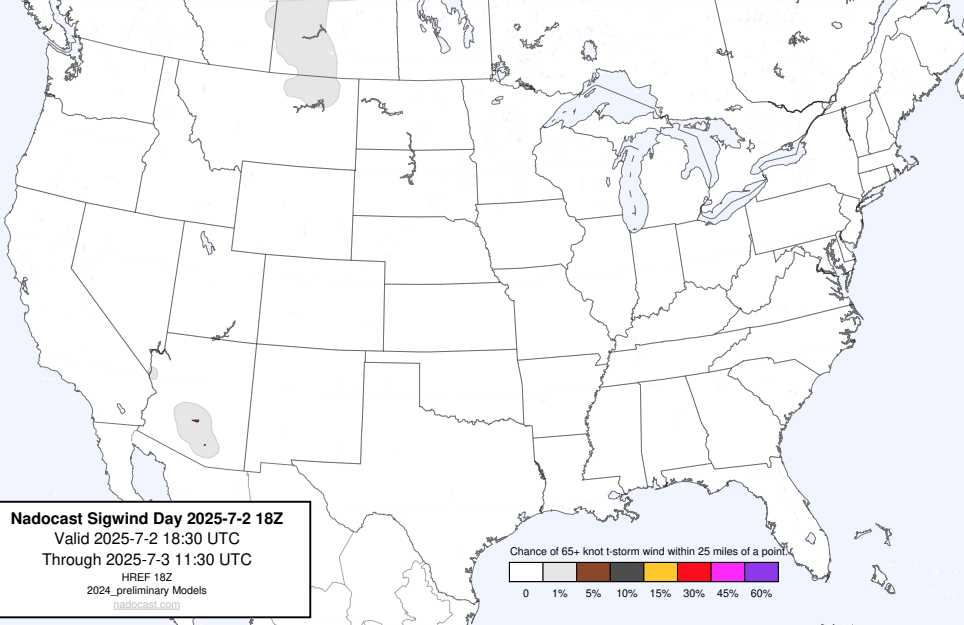 Nadocast Sigwind Day 2025-7-2 18Z
Valid 2025-7-2 18:30 UTC
Through 2025-7-3 11:30 UTC
HREF 18Z
2024_preliminary Models
nadocast.com
Chance of 65+ knot t-storm wind within 25 miles of a point.
0 1% 5% 10% 15% 30% 45% 60%